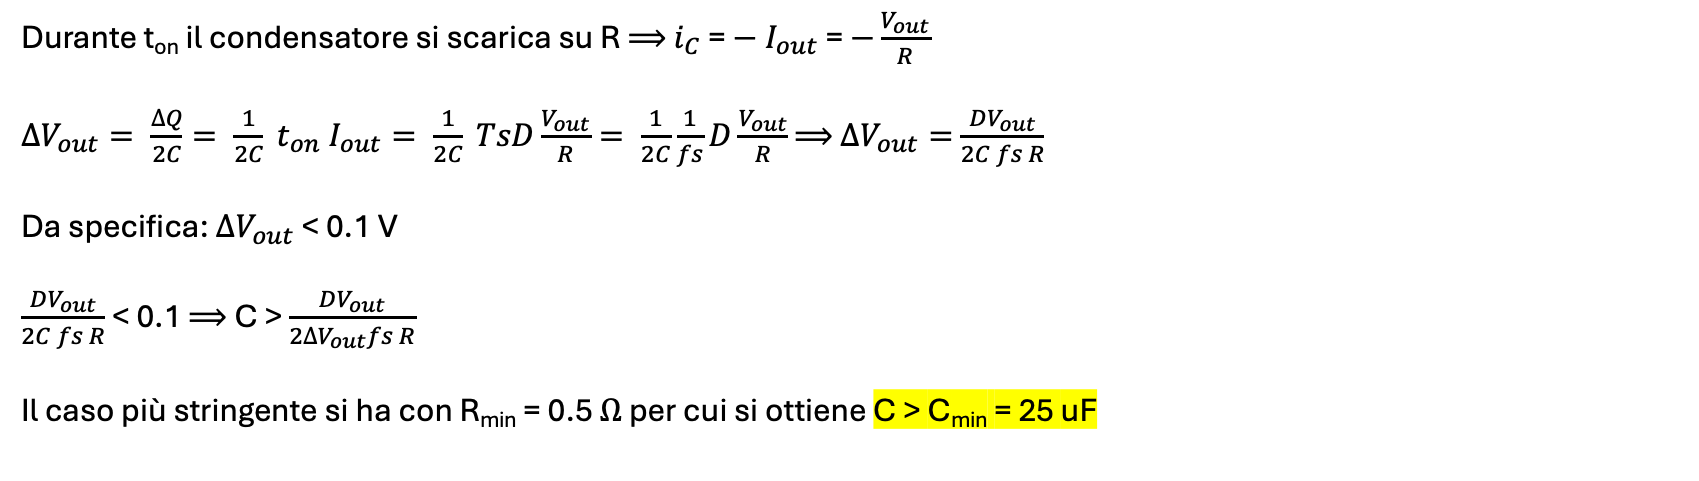 Durante t_on il condensatore si scarica su R ⟹ i_C = − I_out = − V_out/R
ΔV_out = ΔQ/2C = 1/2C t_on I_out = 1/2C TsD V_out/R = 1/2C 1/fs D V_out/R ⟹ ΔV_out = DV_out/2C fs R
Da specifica: ΔV_out < 0.1 V
DV_out/2C fs R < 0.1 ⟹ C > DV_out/2ΔV_out fs R
Il caso più stringente si ha con R_min = 0.5 Ω per cui si ottiene C > C_min = 25 uF